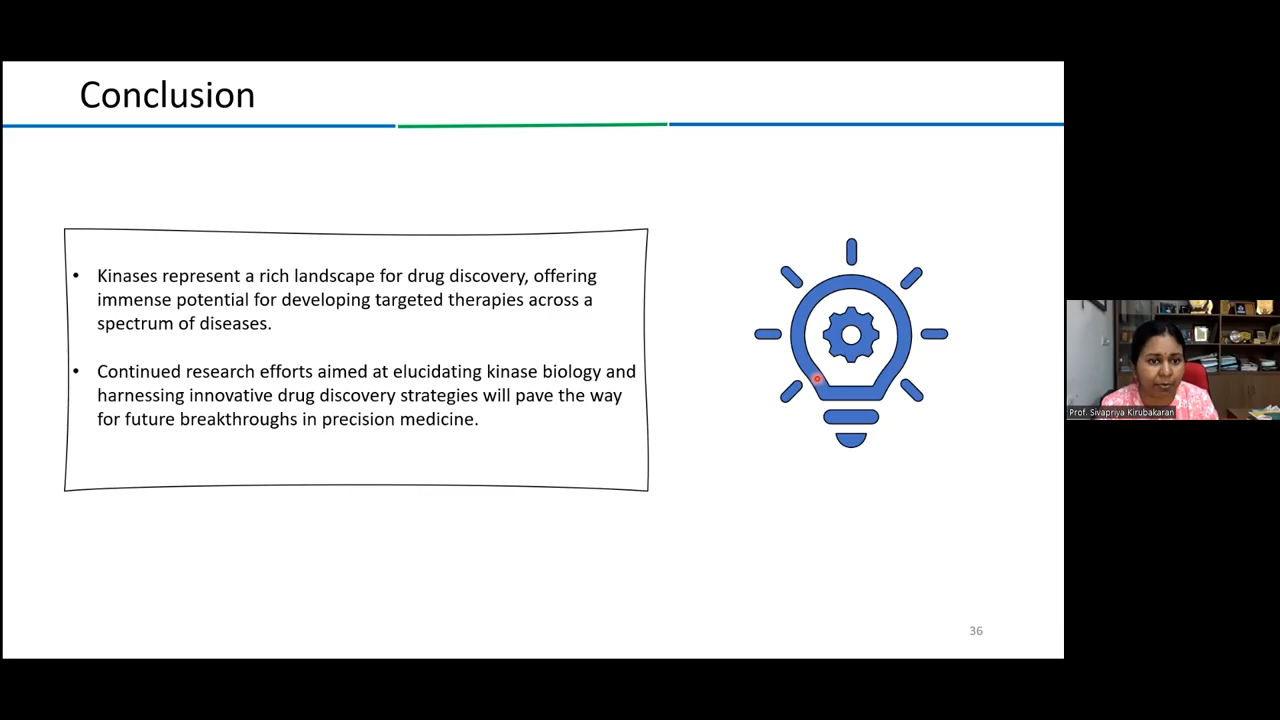 Conclusion
• Kinases represent a rich landscape for drug discovery, offering
immense potential for developing targeted therapies across a
spectrum of diseases.
• Continued research efforts aimed at elucidating kinase biology and
harnessing innovative drug discovery strategies will pave the way
for future breakthroughs in precision medicine.
36
Prof. Sivapriya Kirubakaran